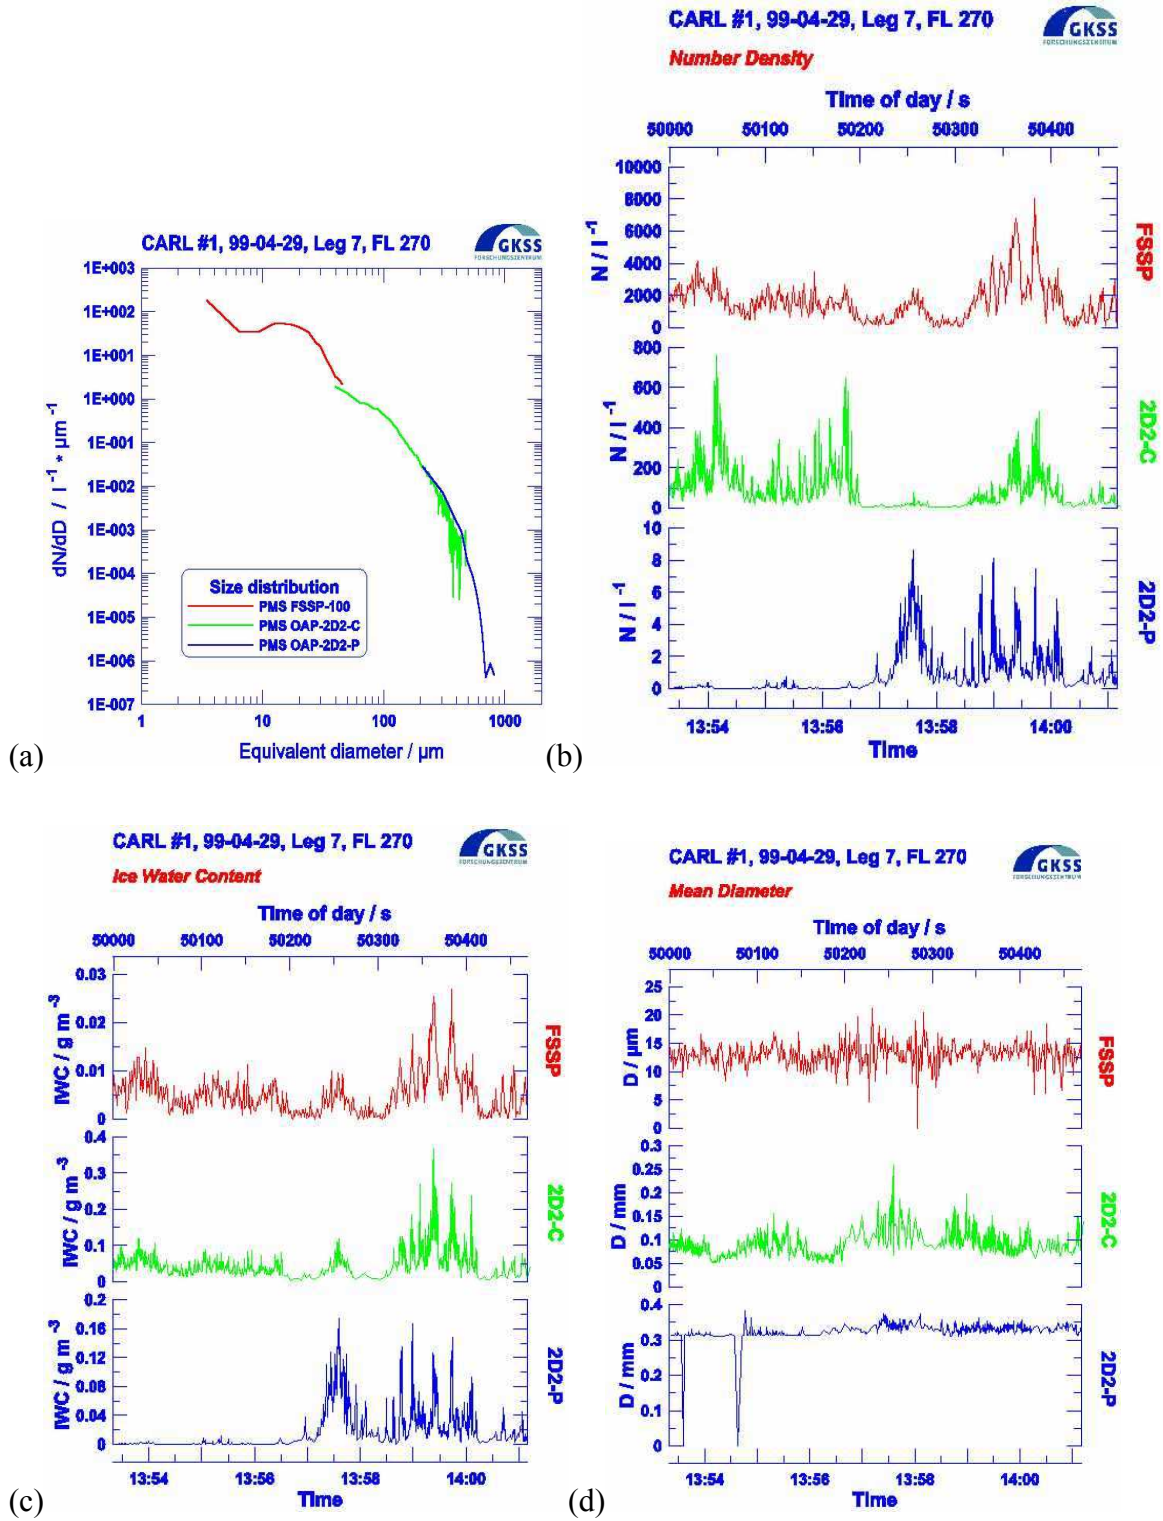 CARL #1, 99-04-29, Leg 7, FL 270
GKSS
FORSCHUNGSZENTRUM
1E+003
1E+002
1E+001
1E+000
1E-001
1E-002
1E-003
1E-004
1E-005
1E-006
1E-007
dN/dD / l⁻¹ * µm⁻¹
Size distribution
PMS FSSP-100
PMS OAP-2D2-C
PMS OAP-2D2-P
1 10 100 1000
Equivalent diameter / µm
(a)
CARL #1, 99-04-29, Leg 7, FL 270
GKSS
FORSCHUNGSZENTRUM
Number Density
Time of day / s
50000 50100 50200 50300 50400
10000
8000
6000
4000
2000
0
N / l⁻¹
FSSP
800
600
400
200
0
N / l⁻¹
2D2-C
10
8
6
4
2
0
N / l⁻¹
2D2-P
13:54 13:56 13:58 14:00
Time
(b)
CARL #1, 99-04-29, Leg 7, FL 270
GKSS
FORSCHUNGSZENTRUM
Ice Water Content
Time of day / s
50000 50100 50200 50300 50400
0.03
0.02
0.01
0
IWC / g m⁻³
FSSP
0.4
0.3
0.2
0.1
0
IWC / g m⁻³
2D2-C
0.2
0.16
0.12
0.08
0.04
0
IWC / g m⁻³
2D2-P
13:54 13:56 13:58 14:00
Time
(c)
CARL #1, 99-04-29, Leg 7, FL 270
GKSS
FORSCHUNGSZENTRUM
Mean Diameter
Time of day / s
50000 50100 50200 50300 50400
25
20
15
10
5
0
D / µm
FSSP
0.3
0.25
0.2
0.15
0.1
0.05
0
D / mm
2D2-C
0.4
0.3
0.2
0.1
0
D / mm
2D2-P
13:54 13:56 13:58 14:00
Time
(d)